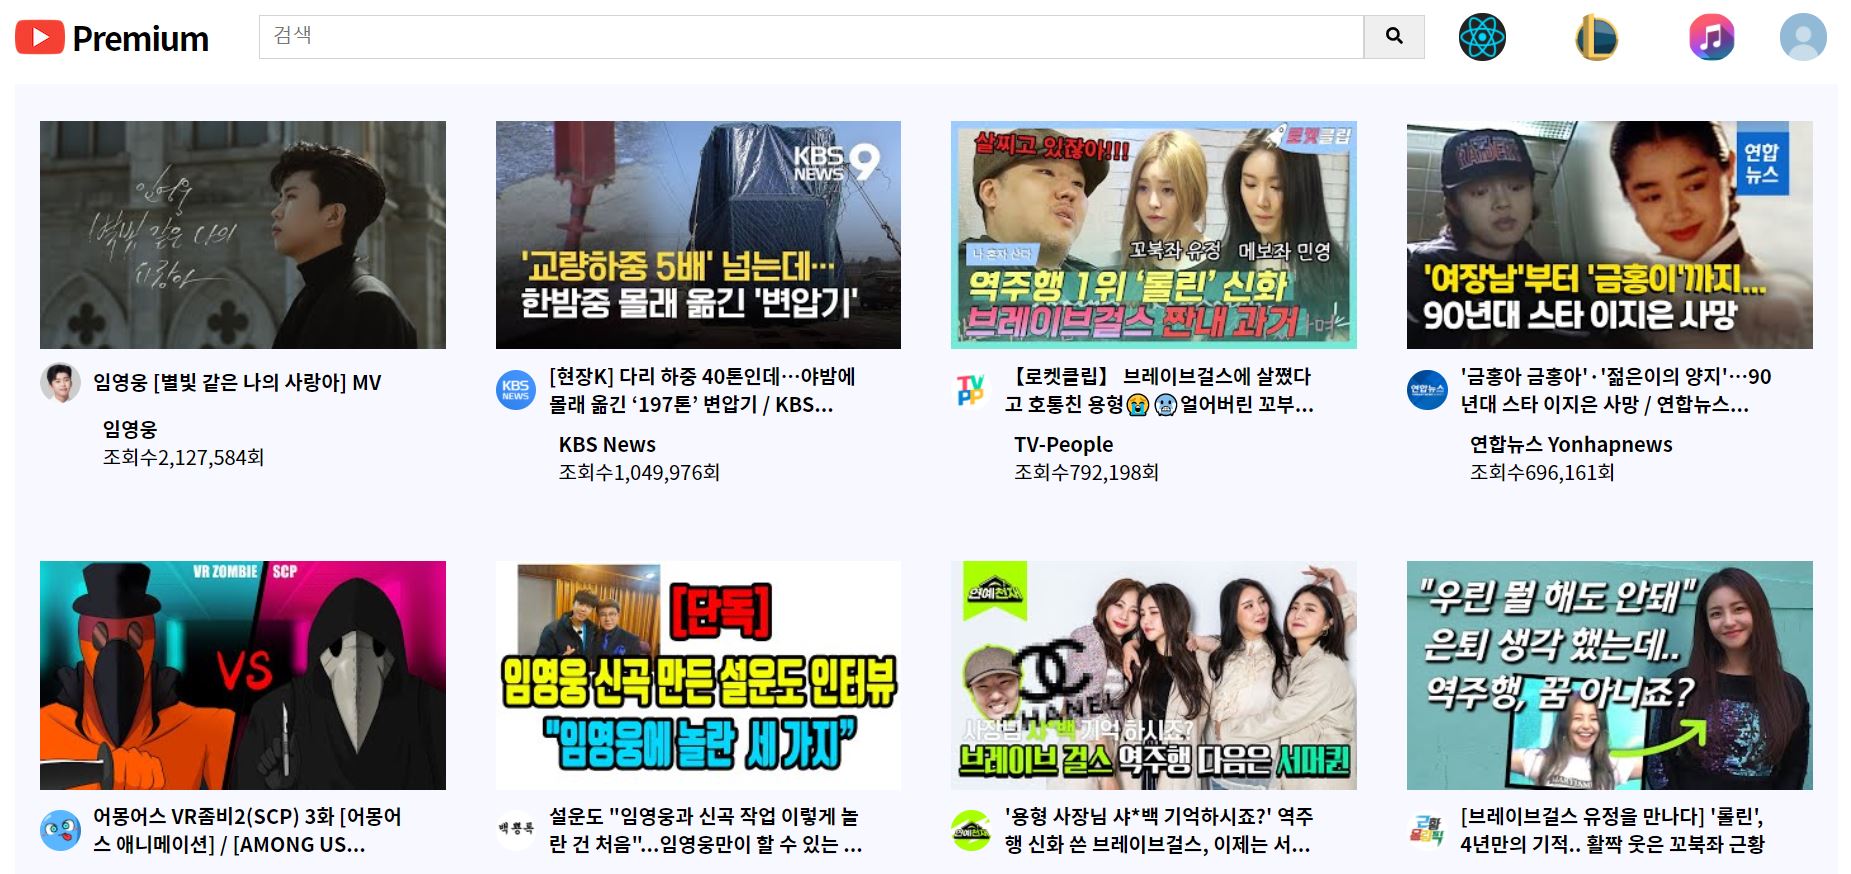 Premium
검색
임영웅
별빛 같은 나의
사랑아
임영웅 [별빛 같은 나의 사랑아] MV
임영웅
조회수2,127,584회
KBS NEWS 9
'교량하중 5배' 넘는데…
한밤중 몰래 옮긴 '변압기'
KBS NEWS
[현장K] 다리 하중 40톤인데…야밤에
몰래 옮긴 ‘197톤’ 변압기 / KBS...
KBS News
조회수1,049,976회
살찌고 있잖아!!!
로켓클립
꼬북좌 유정 메보좌 민영
나 혼자 산다
역주행 1위 ‘롤린’ 신화
브레이브걸스 짠내 과거
TVPP
【로켓클립】 브레이브걸스에 살쪘다
고 호통친 용형😭🥶얼어버린 꼬부...
TV-People
조회수792,198회
RAIDERS
연합
뉴스
'여장남'부터 '금홍이'까지...
90년대 스타 이지은 사망
연합뉴스
'금홍아 금홍아'·'젊은이의 양지'…90
년대 스타 이지은 사망 / 연합뉴스...
연합뉴스 Yonhapnews
조회수696,161회
VR ZOMBIE SCP
VS
어몽어스 VR좀비2(SCP) 3화 [어몽어
스 애니메이션] / [AMONG US...
[단독]
임영웅 신곡 만든 설운도 인터뷰
"임영웅에 놀란 세가지”
백롱톡
설운도 "임영웅과 신곡 작업 이렇게 놀
란 건 처음"...임영웅만이 할 수 있는 ...
연예천재
CHANEL
사장님 샤*백 기억하시죠?
브레이브 걸스 역주행 다음은 서머퀸
연예천재
'용형 사장님 샤*백 기억하시죠?' 역주
행 신화 쓴 브레이브걸스, 이제는 서...
"우린 뭘 해도 안돼"
은퇴 생각 했는데..
역주행, 꿈 아니죠?
근황
올림픽
[브레이브걸스 유정을 만나다] '롤린',
4년만의 기적.. 활짝 웃은 꼬북좌 근황